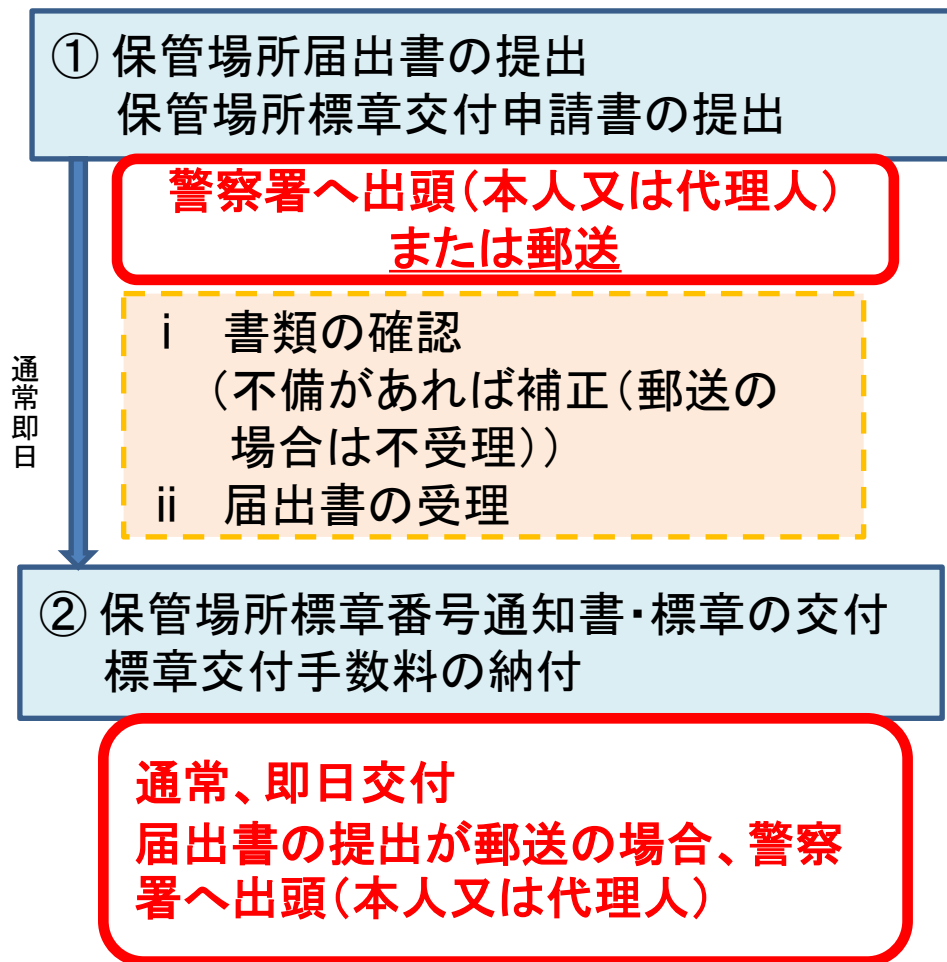 ① 保管場所届出書の提出
保管場所標章交付申請書の提出
警察署へ出頭(本人又は代理人)
または郵送
通常即日
ⅰ 書類の確認
(不備があれば補正(郵送の
場合は不受理))
ⅱ 届出書の受理
② 保管場所標章番号通知書・標章の交付
標章交付手数料の納付
通常、即日交付
届出書の提出が郵送の場合、警察
署へ出頭(本人又は代理人)